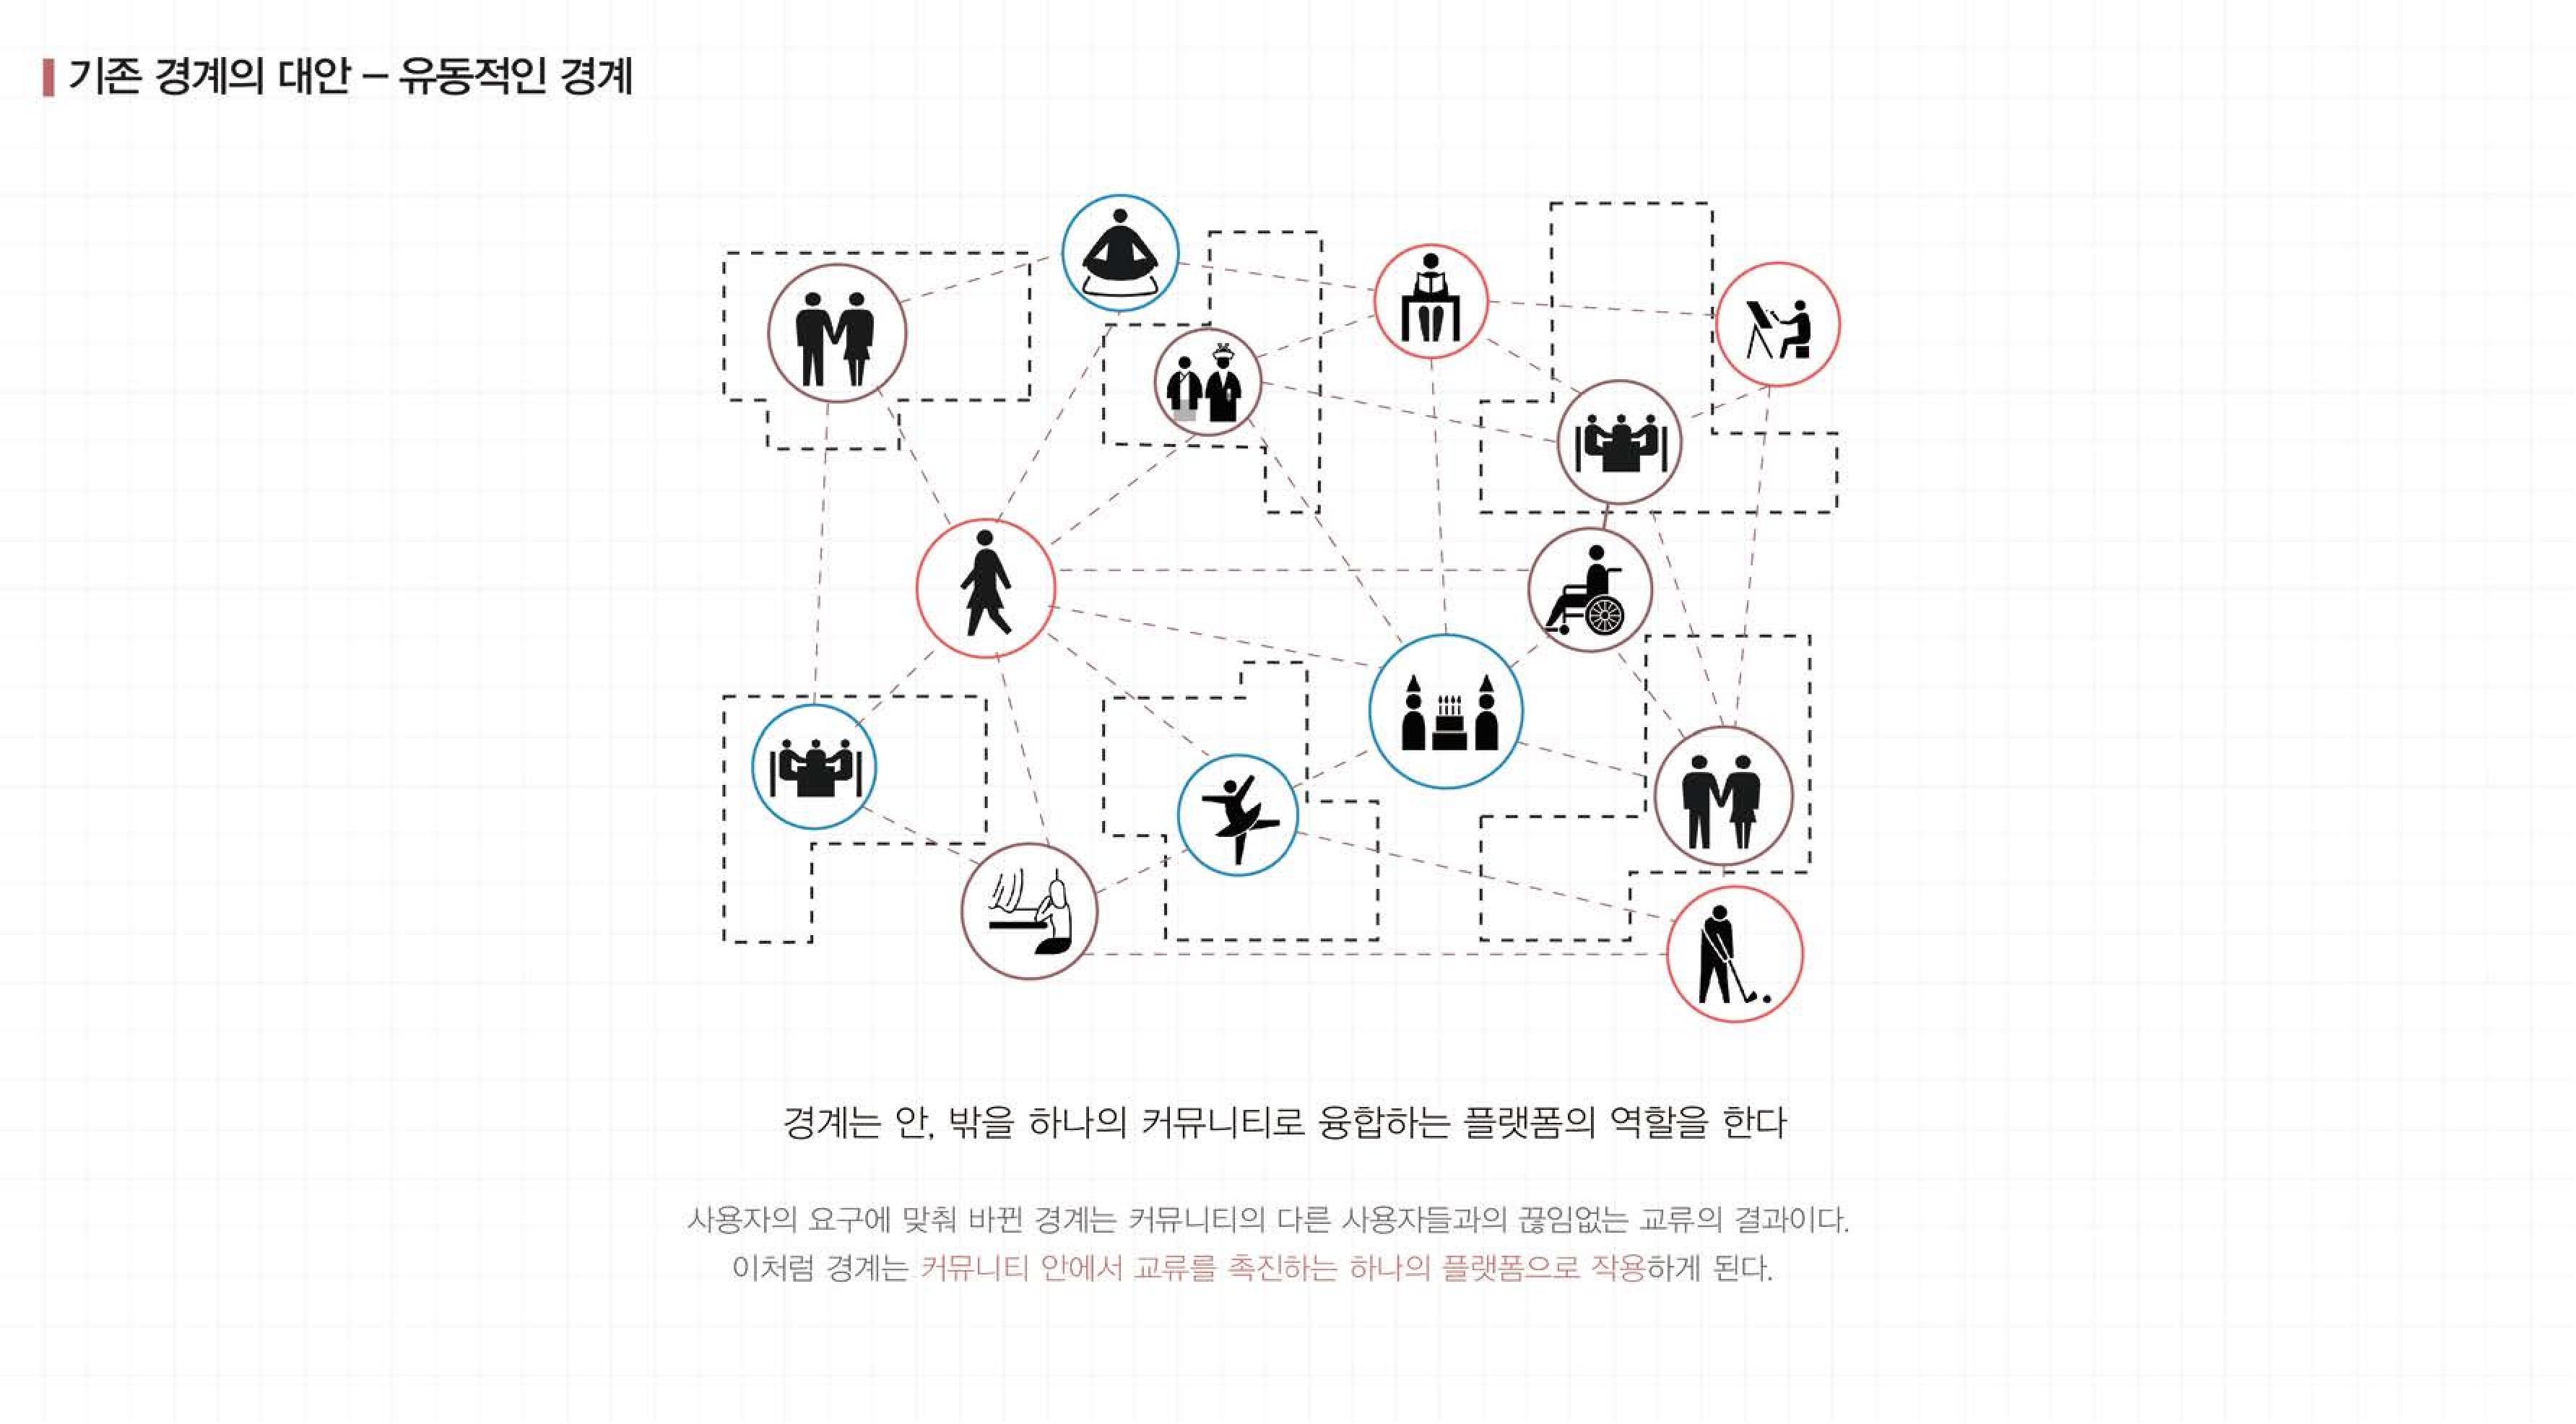 기존 경계의 대안 – 유동적인 경계
경계는 안, 밖을 하나의 커뮤니티로 융합하는 플랫폼의 역할을 한다
사용자의 요구에 맞춰 바뀐 경계는 커뮤니티의 다른 사용자들과의 끊임없는 교류의 결과이다.
이처럼 경계는 커뮤니티 안에서 교류를 촉진하는 하나의 플랫폼으로 작용하게 된다.